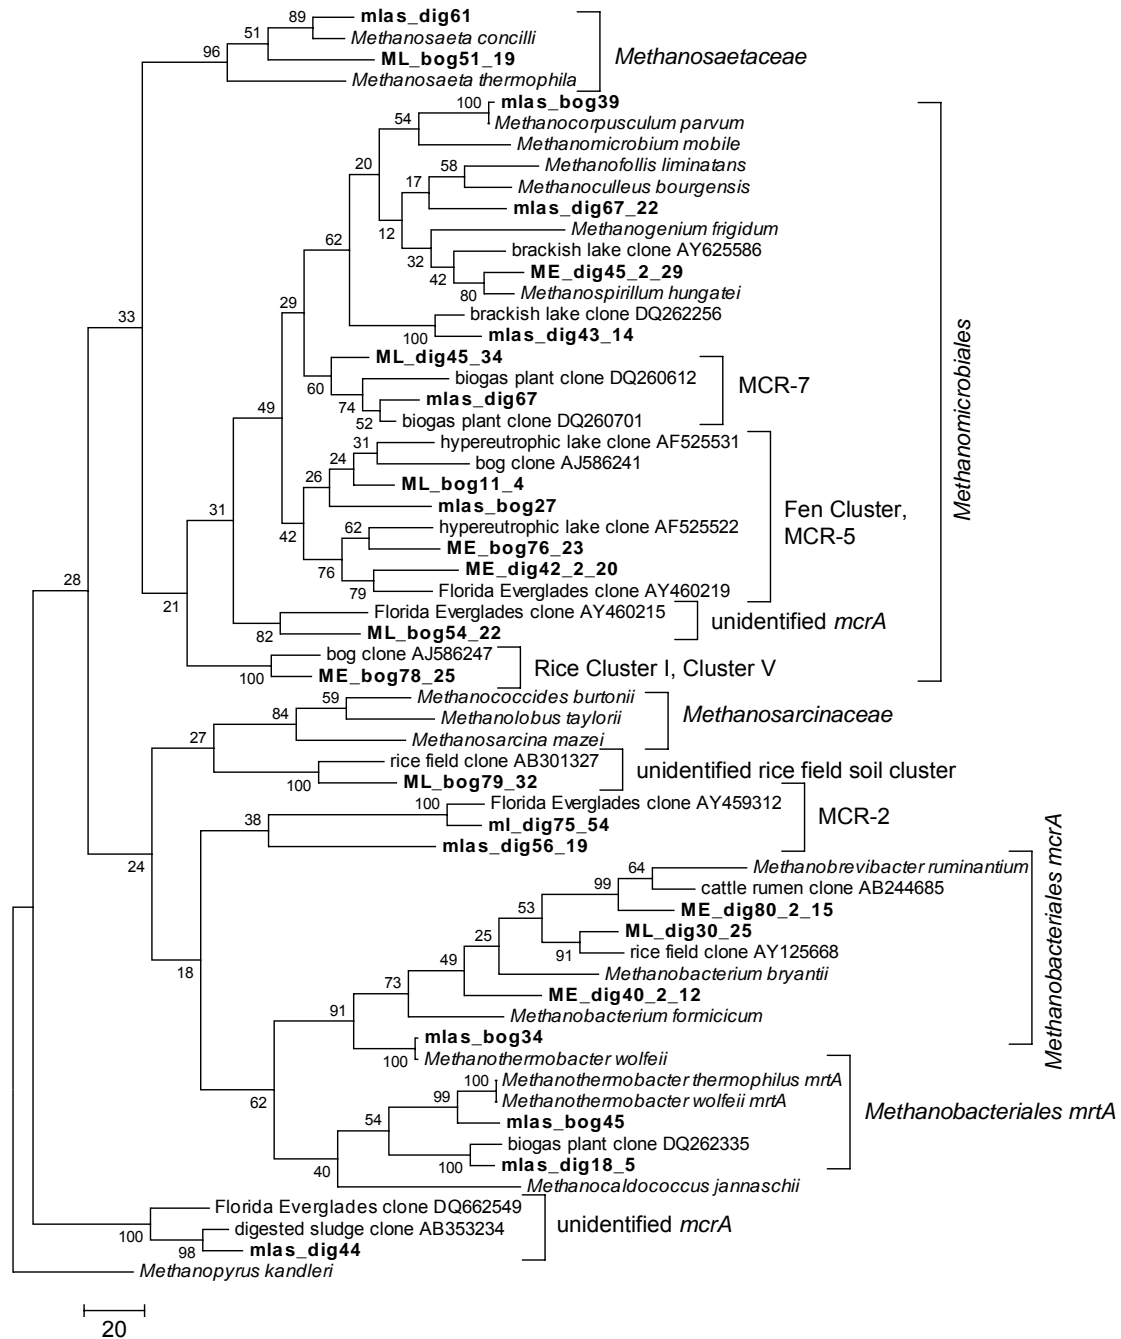 89
mlas_dig61
51
Methanosaeta concilli
96
ML_bog51_19
Methanosaeta thermophila
Methanosaetaceae
100
mlas_bog39
54
Methanocorpusculum parvum
Methanomicrobium mobile
20
58
Methanofollis liminatans
17
Methanoculleus bourgensis
mlas_dig67_22
12
Methanogenium frigidum
62
32
brackish lake clone AY625586
42
ME_dig45_2_29
80
Methanospirillum hungatei
29
brackish lake clone DQ262256
100
mlas_dig43_14
33
ML_dig45_34
60
biogas plant clone DQ260612
MCR-7
74
mlas_dig67
52
biogas plant clone DQ260701
49
31
hypereutrophic lake clone AF525531
24
bog clone AJ586241
26
ML_bog11_4
mlas_bog27
Fen Cluster,
MCR-5
42
62
hypereutrophic lake clone AF525522
31
ME_bog76_23
76
ME_dig42_2_20
79
Florida Everglades clone AY460219
28
21
Florida Everglades clone AY460215
82
ML_bog54_22
unidentified mcrA
bog clone AJ586247
100
ME_bog78_25
Rice Cluster I, Cluster V
Methanomicrobiales
59
Methanococcides burtonii
84
Methanolobus taylorii
Methanosarcinaceae
27
Methanosarcina mazei
rice field clone AB301327
100
ML_bog79_32
unidentified rice field soil cluster
100
Florida Everglades clone AY459312
38
ml_dig75_54
MCR-2
mlas_dig56_19
24
64
Methanobrevibacter ruminantium
99
cattle rumen clone AB244685
53
ME_dig80_2_15
ML_dig30_25
25
91
rice field clone AY125668
49
Methanobacterium bryantii
18
73
ME_dig40_2_12
91
Methanobacterium formicicum
mlas_bog34
100
Methanothermobacter wolfeii
Methanobacteriales mcrA
100
Methanothermobacter thermophilus mrtA
99
Methanothermobacter wolfeii mrtA
62
54
mlas_bog45
Methanobacteriales mrtA
biogas plant clone DQ262335
100
mlas_dig18_5
40
Methanocaldococcus jannaschii
Florida Everglades clone DQ662549
100
digested sludge clone AB353234
unidentified mcrA
98
mlas_dig44
Methanopyrus kandleri
20